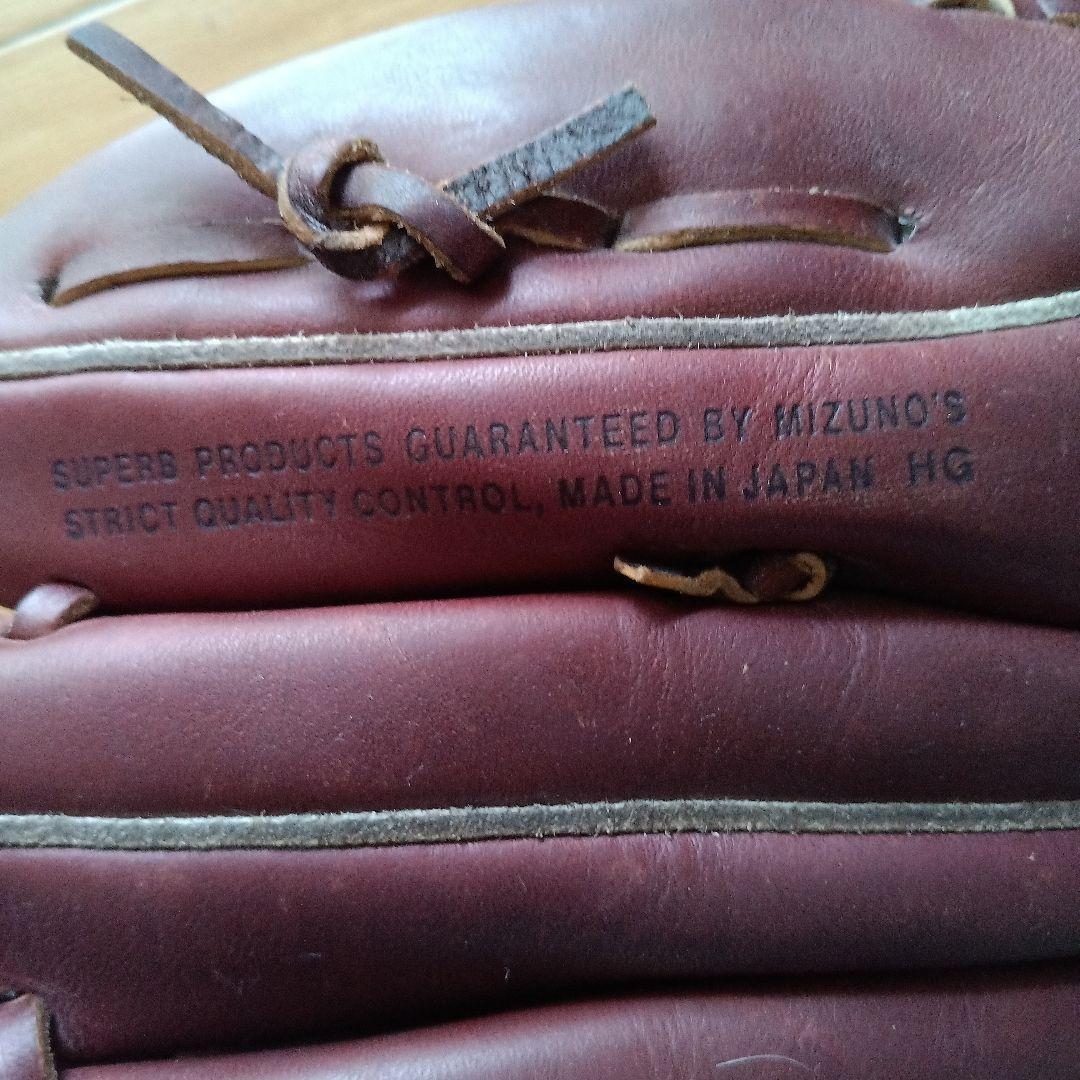 SUPERB PRODUCTS GUARANTEED BY MIZUNO'S
STRICT QUALITY CONTROL, MADE IN JAPAN HG